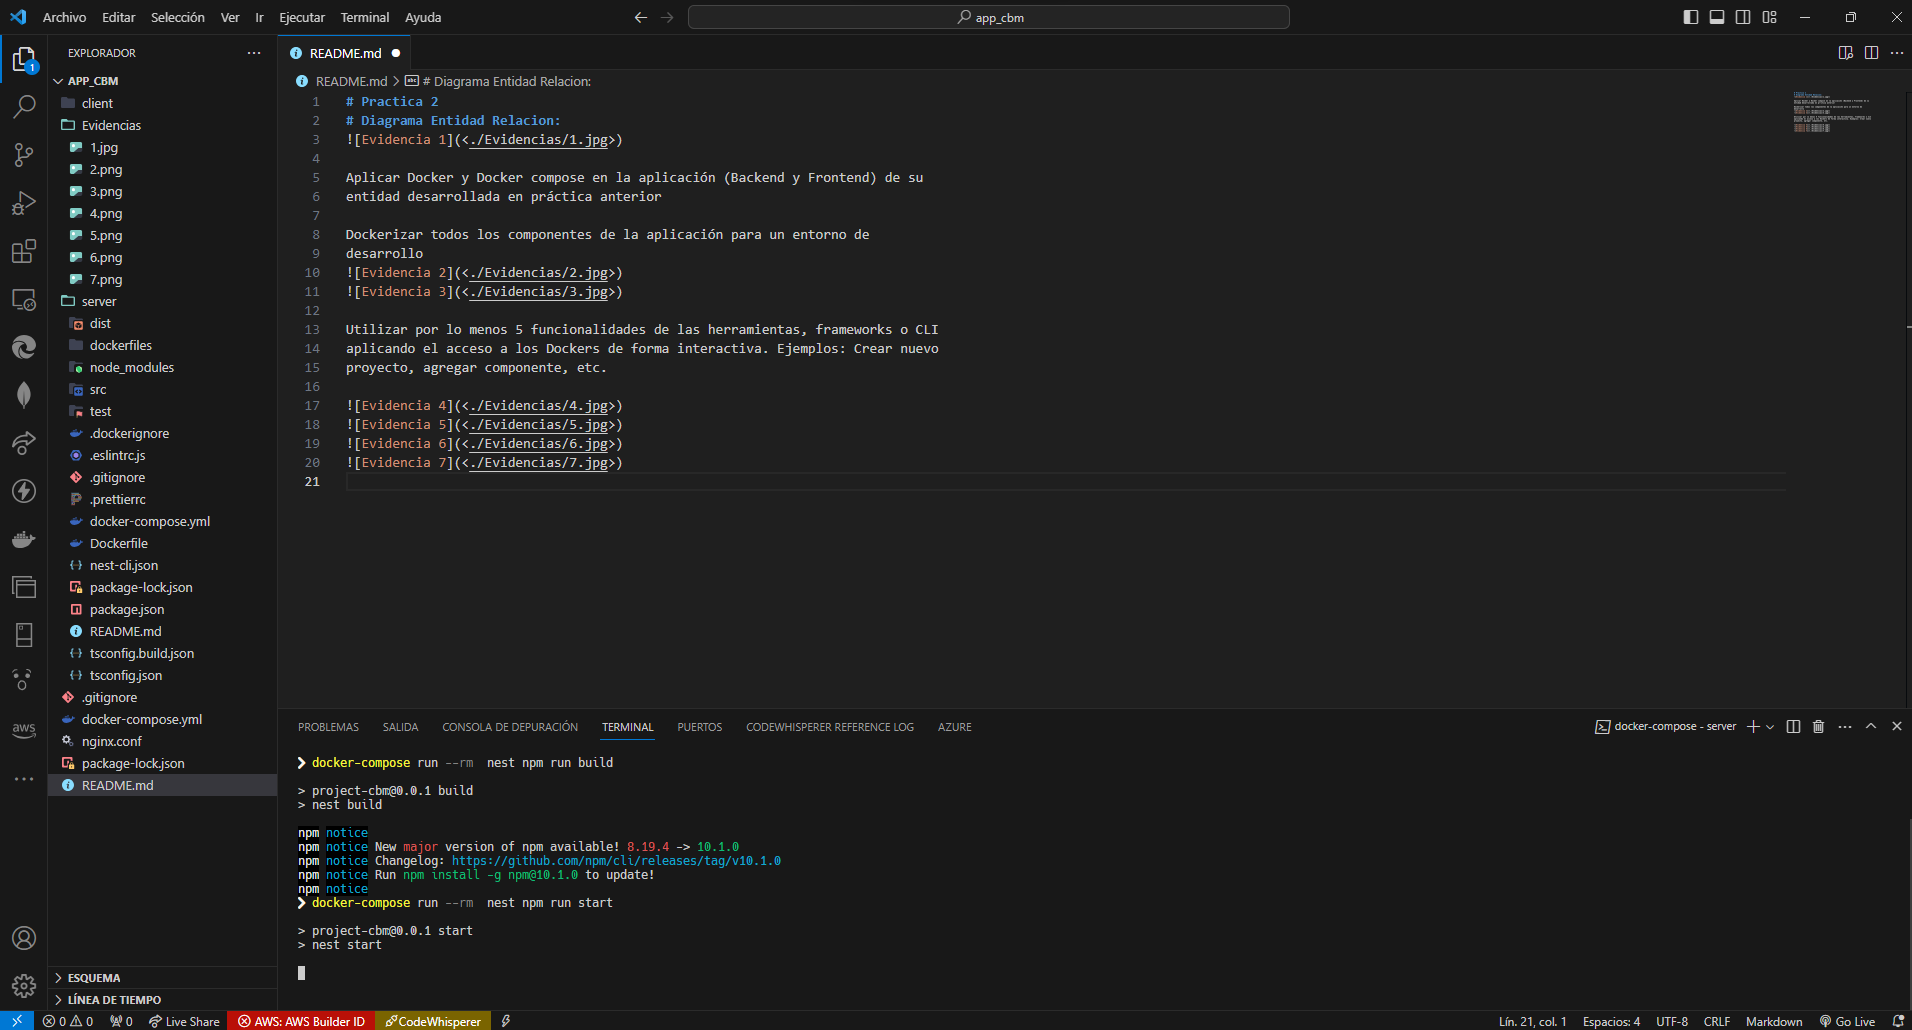 Archivo Editar Selección Ver Ir Ejecutar Terminal Ayuda
app_cbm
EXPLORADOR
1
APP_CBM
client
Evidencias
1.jpg
2.png
3.png
4.png
5.png
6.png
7.png
server
dist
dockerfiles
node_modules
src
test
.dockerignore
.eslintrc.js
.gitignore
.prettierrc
docker-compose.yml
Dockerfile
nest-cli.json
package-lock.json
package.json
README.md
tsconfig.build.json
tsconfig.json
.gitignore
docker-compose.yml
nginx.conf
package-lock.json
README.md
aws
ESQUEMA
LÍNEA DE TIEMPO
README.md
README.md > # Diagrama Entidad Relacion:
1 # Practica 2
2 # Diagrama Entidad Relacion:
3 ![Evidencia 1](<./Evidencias/1.jpg>)
4
5 Aplicar Docker y Docker compose en la aplicación (Backend y Frontend) de su
6 entidad desarrollada en práctica anterior
7
8 Dockerizar todos los componentes de la aplicación para un entorno de
9 desarrollo
10 ![Evidencia 2](<./Evidencias/2.jpg>)
11 ![Evidencia 3](<./Evidencias/3.jpg>)
12
13 Utilizar por lo menos 5 funcionalidades de las herramientas, frameworks o CLI
14 aplicando el acceso a los Dockers de forma interactiva. Ejemplos: Crear nuevo
15 proyecto, agregar componente, etc.
16
17 ![Evidencia 4](<./Evidencias/4.jpg>)
18 ![Evidencia 5](<./Evidencias/5.jpg>)
19 ![Evidencia 6](<./Evidencias/6.jpg>)
20 ![Evidencia 7](<./Evidencias/7.jpg>)
21
PROBLEMAS SALIDA CONSOLA DE DEPURACIÓN TERMINAL PUERTOS CODEWHISPERER REFERENCE LOG AZURE
docker-compose - server
❯ docker-compose run --rm  nest npm run build
> project-cbm@0.0.1 build
> nest build
npm notice
npm notice New major version of npm available! 8.19.4 -> 10.1.0
npm notice Changelog: https://github.com/npm/cli/releases/tag/v10.1.0
npm notice Run npm install -g npm@10.1.0 to update!
npm notice
❯ docker-compose run --rm  nest npm run start
> project-cbm@0.0.1 start
> nest start
0 0 0 Live Share AWS: AWS Builder ID CodeWhisperer
Lín. 21, col. 1 Espacios: 4 UTF-8 CRLF Markdown Go Live